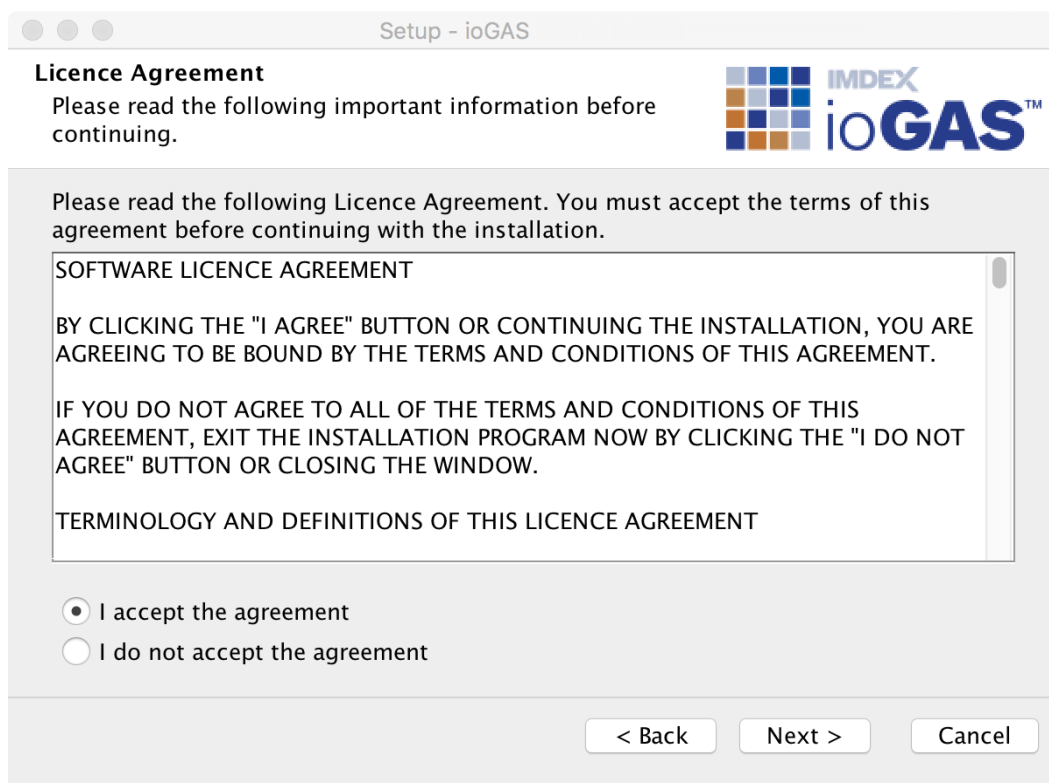 Setup - ioGAS
Licence Agreement
Please read the following important information before
continuing.
IMDEX
ioGAS™
Please read the following Licence Agreement. You must accept the terms of this
agreement before continuing with the installation.
SOFTWARE LICENCE AGREEMENT
BY CLICKING THE "I AGREE" BUTTON OR CONTINUING THE INSTALLATION, YOU ARE
AGREEING TO BE BOUND BY THE TERMS AND CONDITIONS OF THIS AGREEMENT.
IF YOU DO NOT AGREE TO ALL OF THE TERMS AND CONDITIONS OF THIS
AGREEMENT, EXIT THE INSTALLATION PROGRAM NOW BY CLICKING THE "I DO NOT
AGREE" BUTTON OR CLOSING THE WINDOW.
TERMINOLOGY AND DEFINITIONS OF THIS LICENCE AGREEMENT
I accept the agreement
I do not accept the agreement
< Back
Next >
Cancel